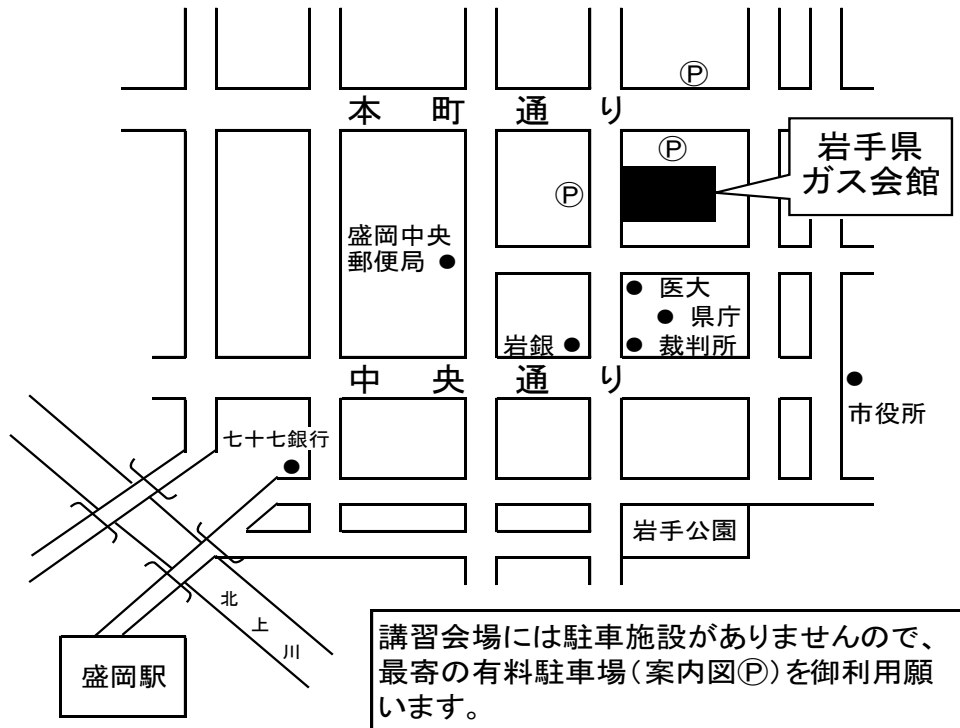 Ⓟ
本町通り
Ⓟ
岩手県
ガス会館
Ⓟ
盛岡中央
郵便局 ●
● 医大
● 県庁
岩銀 ●
● 裁判所
中央通り
●
市役所
七十七銀行
●
岩手公園
北上川
盛岡駅
講習会場には駐車施設がありませんので、
最寄の有料駐車場(案内図Ⓟ)を御利用願
います。